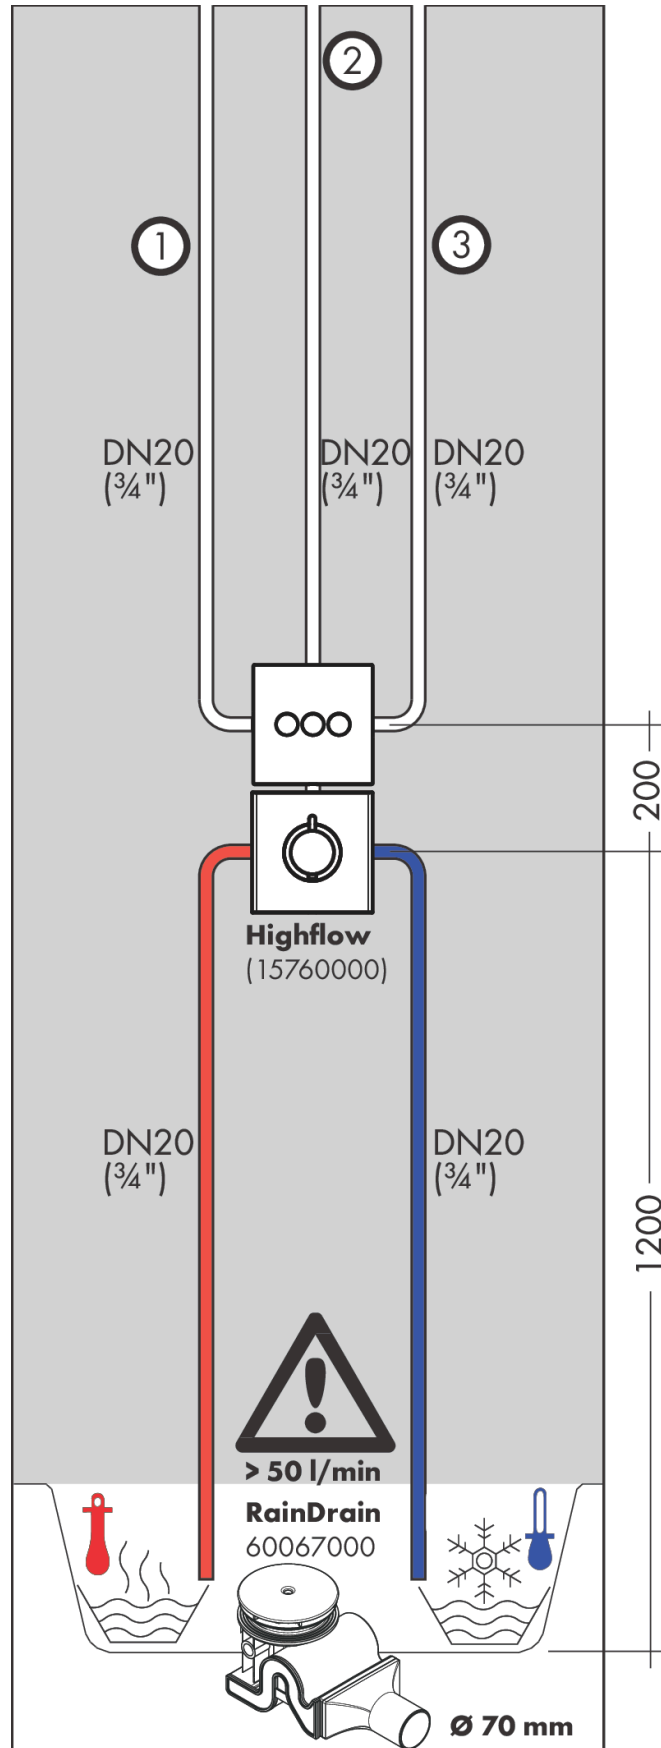 2
1
3
DN20
(¾")
DN20
(¾")
DN20
(¾")
200
Highflow
(15760000)
DN20
(¾")
DN20
(¾")
1200
> 50 l/min
RainDrain
60067000
Ø 70 mm